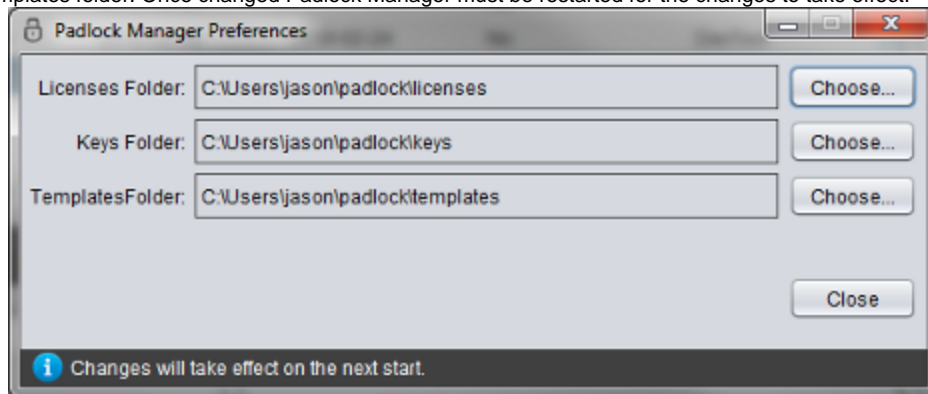 templates folder. Once changed Padlock Manager must be restarted for the changes to take effect.
Padlock Manager Preferences
Licenses Folder: C:\Users\jason\padlock\licenses Choose...
Keys Folder: C:\Users\jason\padlock\keys Choose...
TemplatesFolder: C:\Users\jason\padlock\templates Choose...
Close
Changes will take effect on the next start.